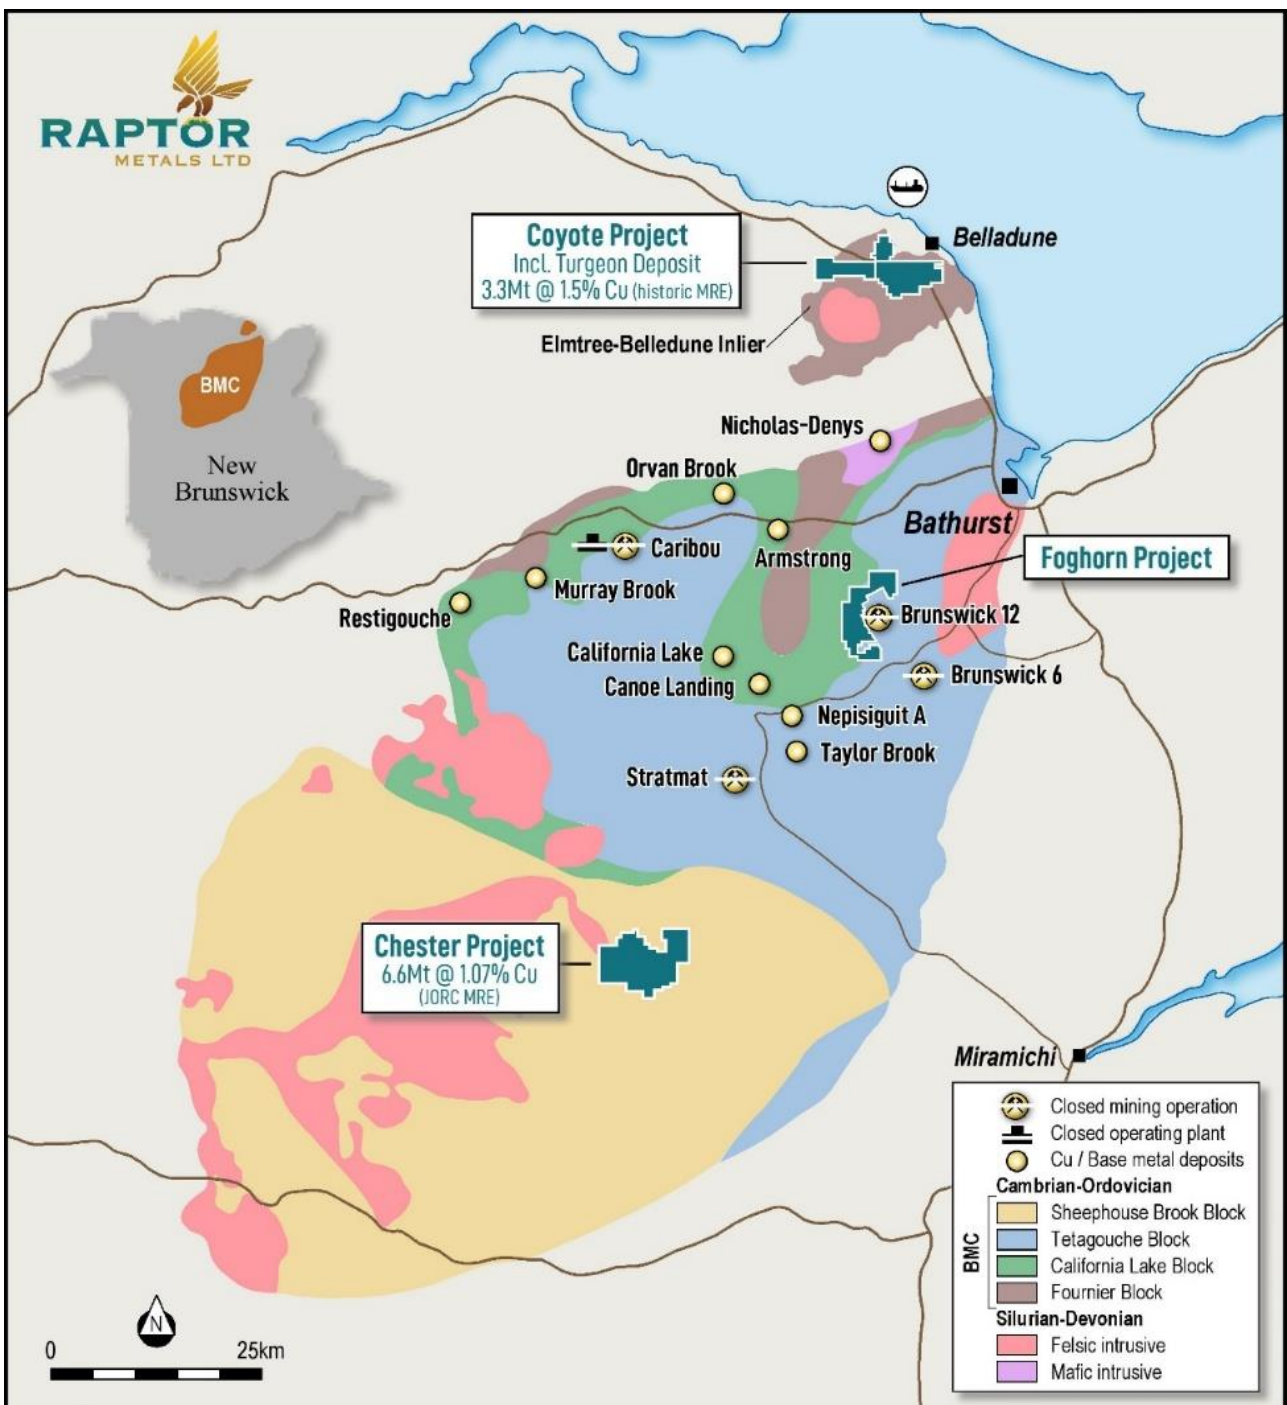 RAPTOR
METALS LTD
Coyote Project
Incl. Turgeon Deposit
3.3Mt @ 1.5% Cu (historic MRE)
Belladune
Elmtree-Belledune Inlier
BMC
New
Brunswick
Nicholas-Denys
Orvan Brook
Bathurst
Caribou
Armstrong
Foghorn Project
Murray Brook
Restigouche
Brunswick 12
California Lake
Canoe Landing
Brunswick 6
Nepisiguit A
Taylor Brook
Stratmat
Chester Project
6.6Mt @ 1.07% Cu
(JORC MRE)
Miramichi
Closed mining operation
Closed operating plant
Cu / Base metal deposits
Cambrian-Ordovician
BMC
Sheephouse Brook Block
Tetagouche Block
California Lake Block
Fournier Block
Silurian-Devonian
Felsic intrusive
Mafic intrusive
N
0 25km